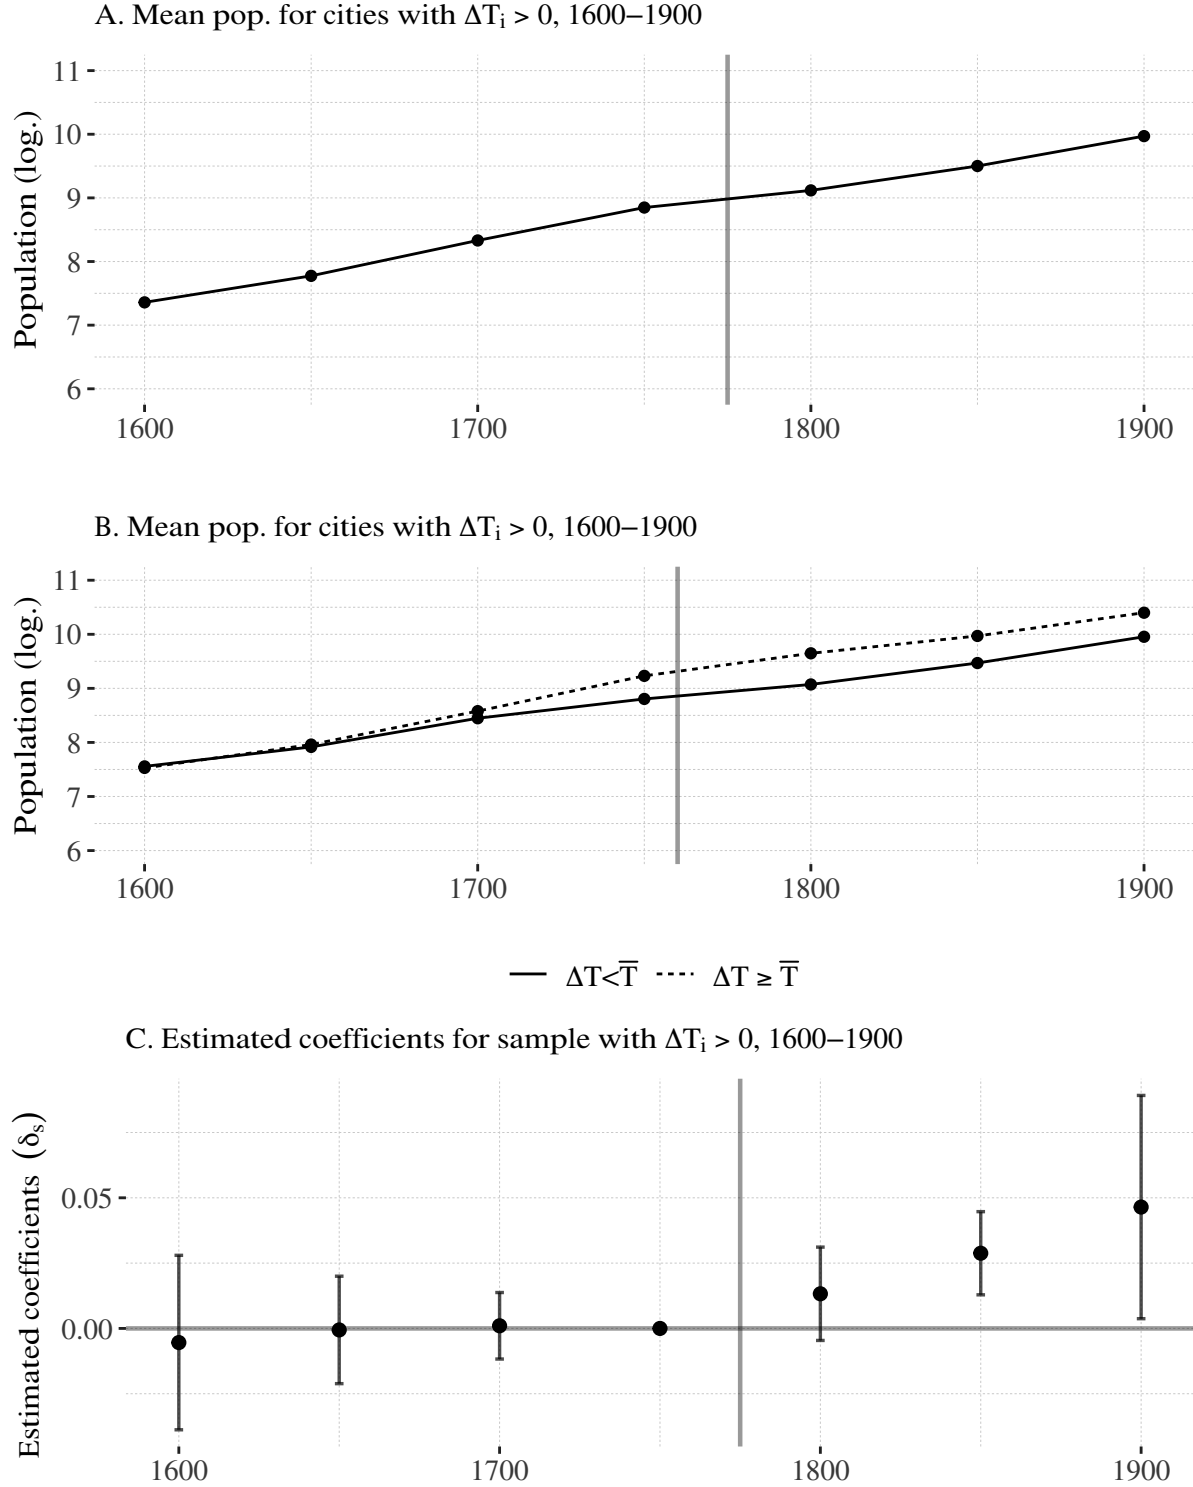 A. Mean pop. for cities with ΔTᵢ > 0, 1600–1900
Population (log.)
11
10
9
8
7
6
1600 1700 1800 1900
B. Mean pop. for cities with ΔTᵢ > 0, 1600–1900
Population (log.)
11
10
9
8
7
6
1600 1700 1800 1900
ΔT<T̅ ΔT ≥ T̅
C. Estimated coefficients for sample with ΔTᵢ > 0, 1600–1900
Estimated coefficients (δₛ)
0.05
0.00
1600 1700 1800 1900